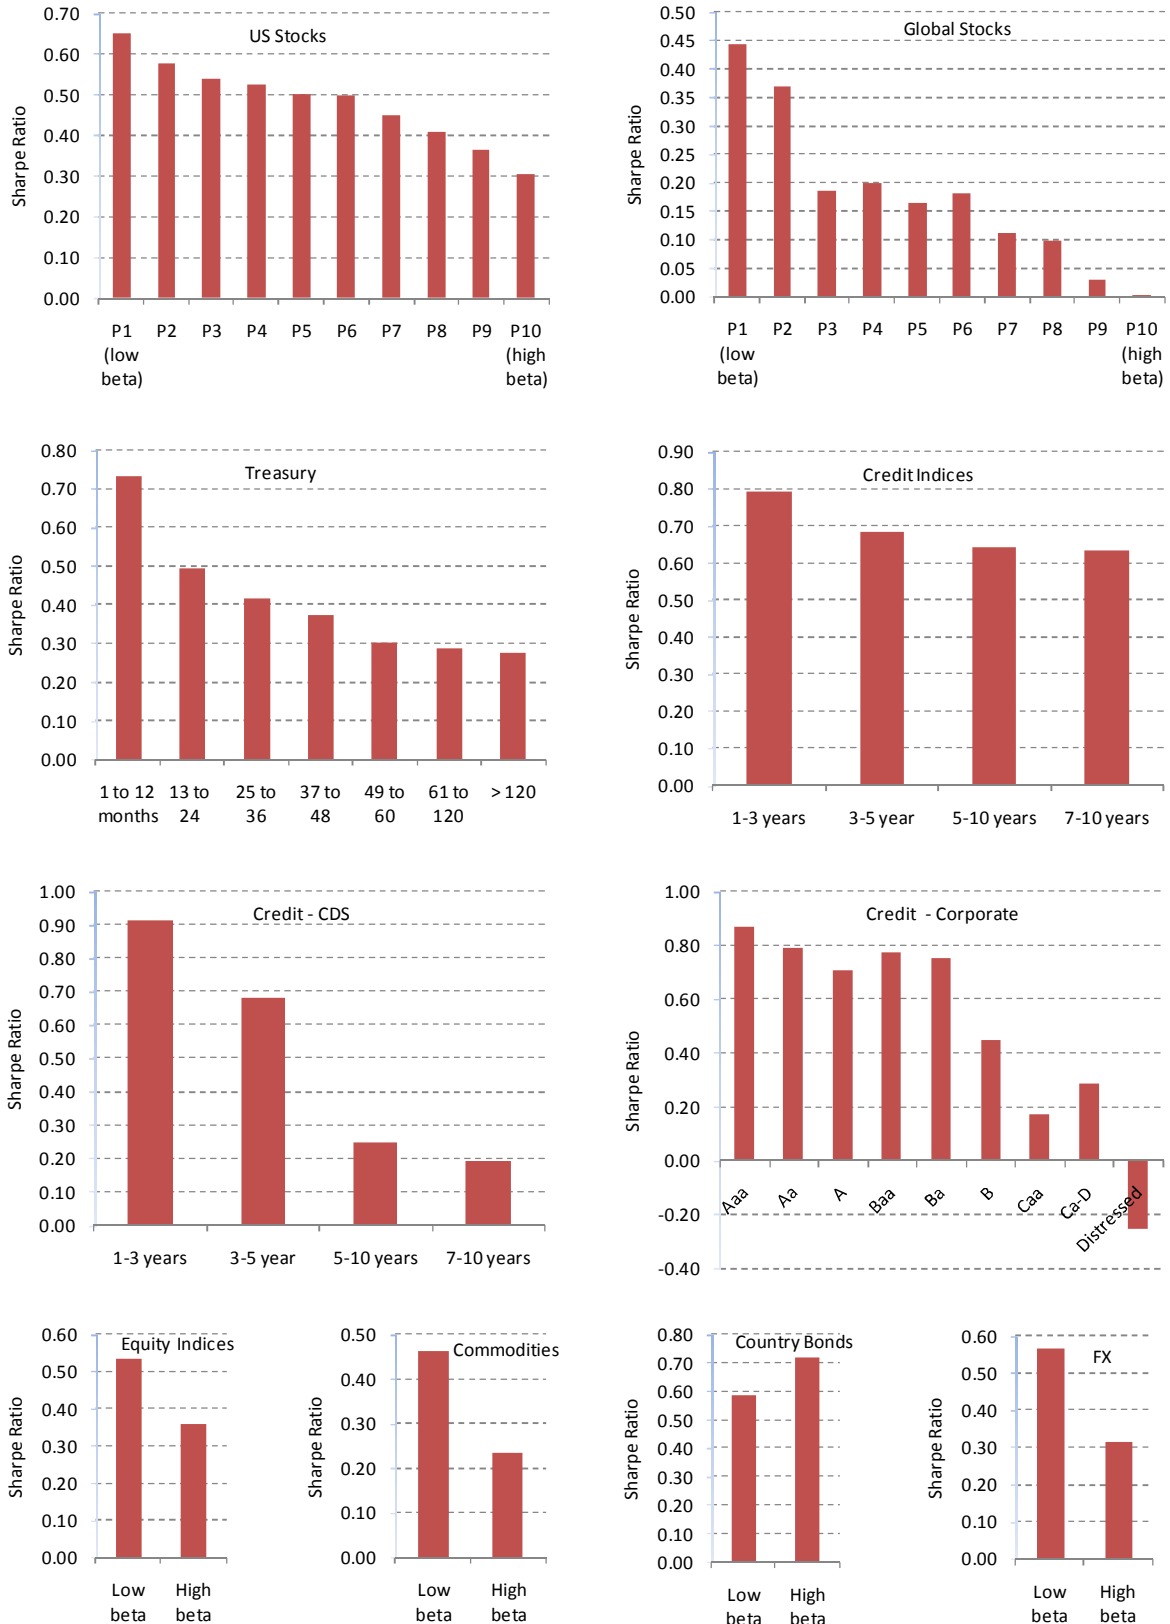 US Stocks
Sharpe Ratio
0.70
0.60
0.50
0.40
0.30
0.20
0.10
0.00
P1 P2 P3 P4 P5 P6 P7 P8 P9 P10
(low (high
beta) beta)
Global Stocks
Sharpe Ratio
0.50
0.45
0.40
0.35
0.30
0.25
0.20
0.15
0.10
0.05
0.00
P1 P2 P3 P4 P5 P6 P7 P8 P9 P10
(low (high
beta) beta)
Treasury
Sharpe Ratio
0.80
0.70
0.60
0.50
0.40
0.30
0.20
0.10
0.00
1 to 12 13 to 25 to 37 to 49 to 61 to > 120
months 24 36 48 60 120
Credit Indices
Sharpe Ratio
0.90
0.80
0.70
0.60
0.50
0.40
0.30
0.20
0.10
0.00
1-3 years 3-5 year 5-10 years 7-10 years
Credit - CDS
Sharpe Ratio
1.00
0.90
0.80
0.70
0.60
0.50
0.40
0.30
0.20
0.10
0.00
1-3 years 3-5 year 5-10 years 7-10 years
Credit - Corporate
Sharpe Ratio
1.00
0.80
0.60
0.40
0.20
0.00
-0.20
-0.40
Aaa Aa A Baa Ba B Caa Ca-D Distressed
Equity Indices
Sharpe Ratio
0.60
0.50
0.40
0.30
0.20
0.10
0.00
Low High
beta beta
Commodities
Sharpe Ratio
0.50
0.40
0.30
0.20
0.10
0.00
Low High
beta beta
Country Bonds
Sharpe Ratio
0.80
0.70
0.60
0.50
0.40
0.30
0.20
0.10
0.00
Low High
beta beta
FX
Sharpe Ratio
0.60
0.50
0.40
0.30
0.20
0.10
0.00
Low High
beta beta